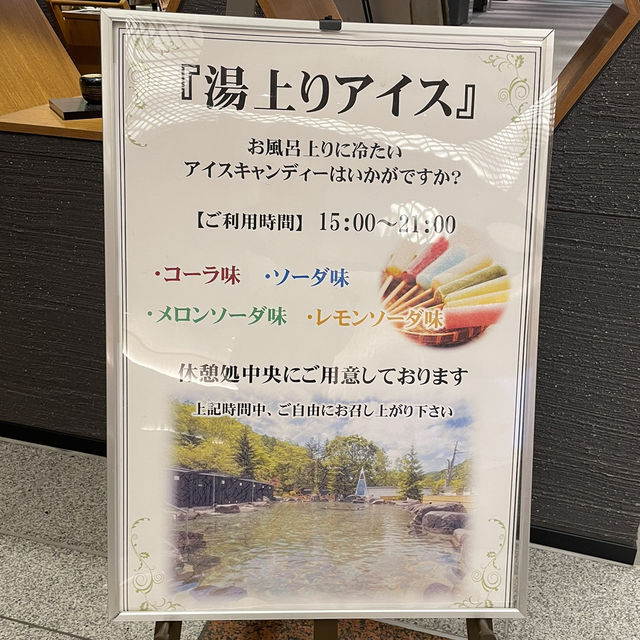 『湯上りアイス』
お風呂上りに冷たい
アイスキャンディーはいかがですか？
【ご利用時間】 15:00～21:00
・コーラ味 ・ソーダ味
・メロンソーダ味 ・レモンソーダ味
休憩処中央にご用意しております
上記時間中、ご自由にお召し上がり下さい